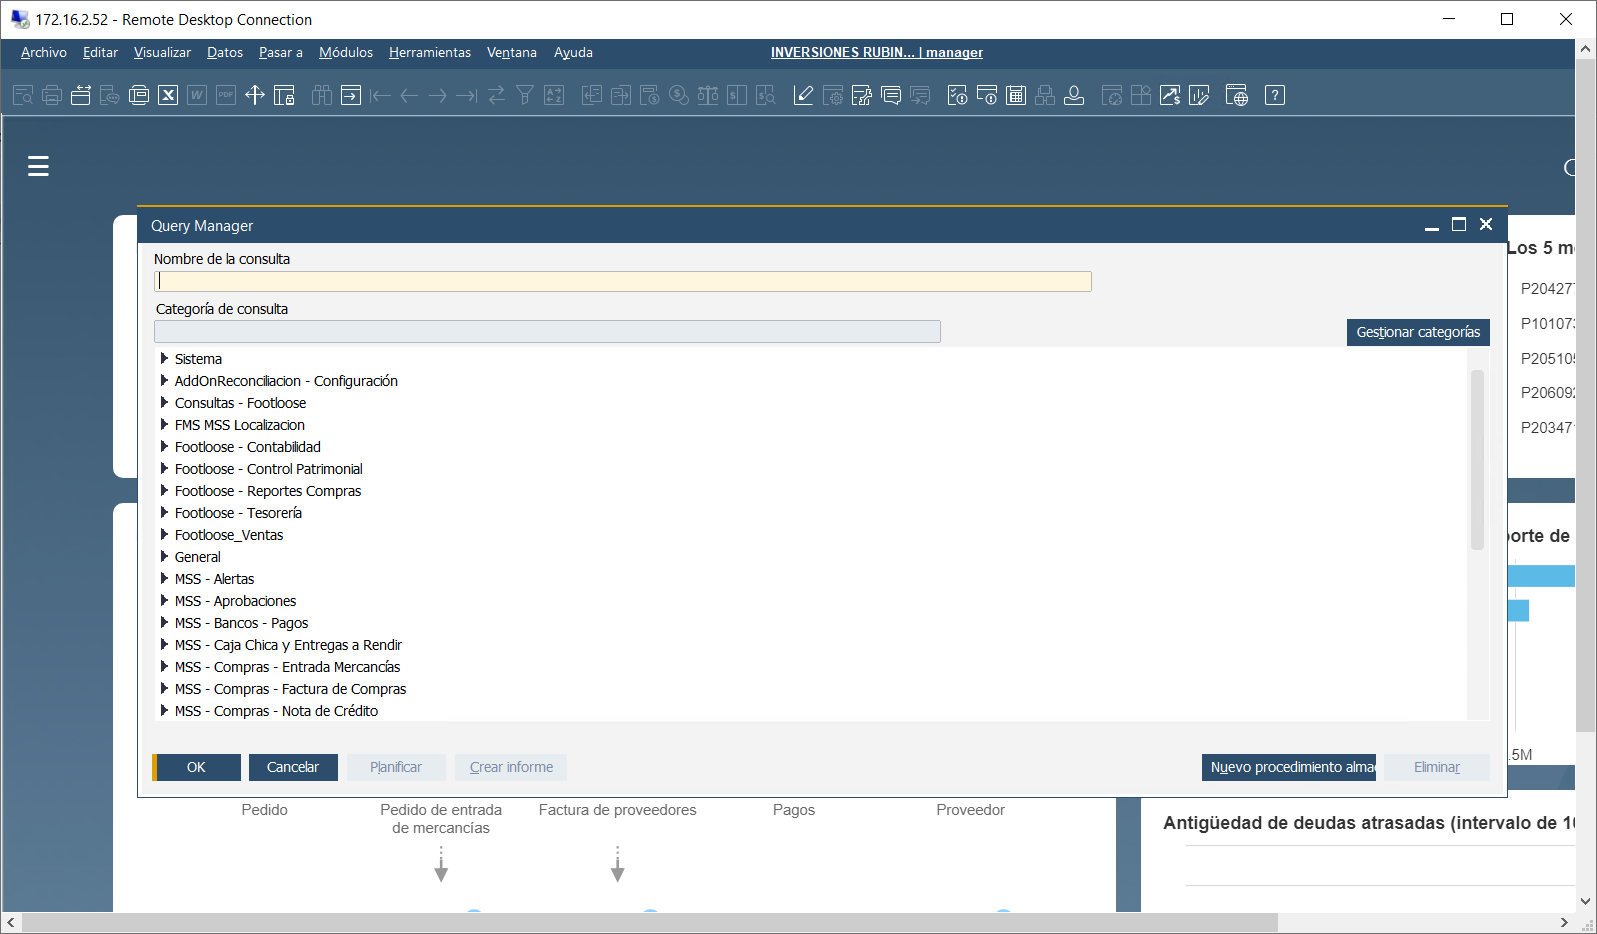 172.16.2.52 - Remote Desktop Connection
Archivo Editar Visualizar Datos Pasar a Módulos Herramientas Ventana Ayuda INVERSIONES RUBIN... | manager
Query Manager
Nombre de la consulta
Categoría de consulta
Gestionar categorías
Sistema
AddOnReconciliacion - Configuración
Consultas - Footloose
FMS MSS Localizacion
Footloose - Contabilidad
Footloose - Control Patrimonial
Footloose - Reportes Compras
Footloose - Tesorería
Footloose_Ventas
General
MSS - Alertas
MSS - Aprobaciones
MSS - Bancos - Pagos
MSS - Caja Chica y Entregas a Rendir
MSS - Compras - Entrada Mercancías
MSS - Compras - Factura de Compras
MSS - Compras - Nota de Crédito
OK Cancelar Planificar Crear informe Nuevo procedimiento alma Eliminar
Los 5 m
P20427
P10107
P20510
P20609
P20347
orte de
.5M
Pedido
Pedido de entrada
de mercancías
Factura de proveedores
Pagos
Proveedor
Antigüedad de deudas atrasadas (intervalo de 10